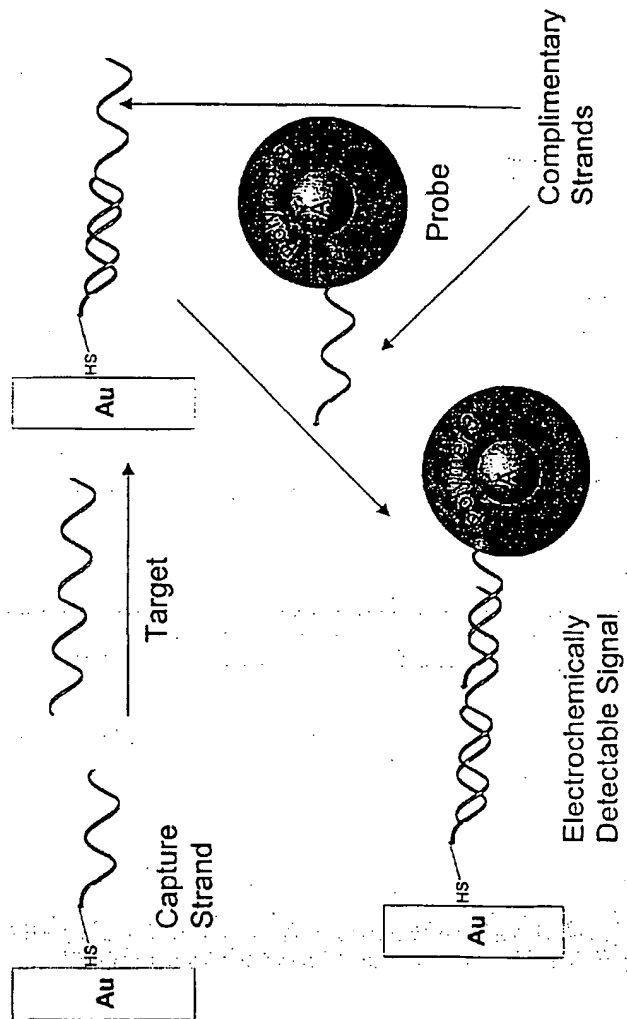 Au
HS
Capture
Strand
Target
Au
HS
Probe
Complimentary
Strands
Au
HS
Electrochemically
Detectable Signal